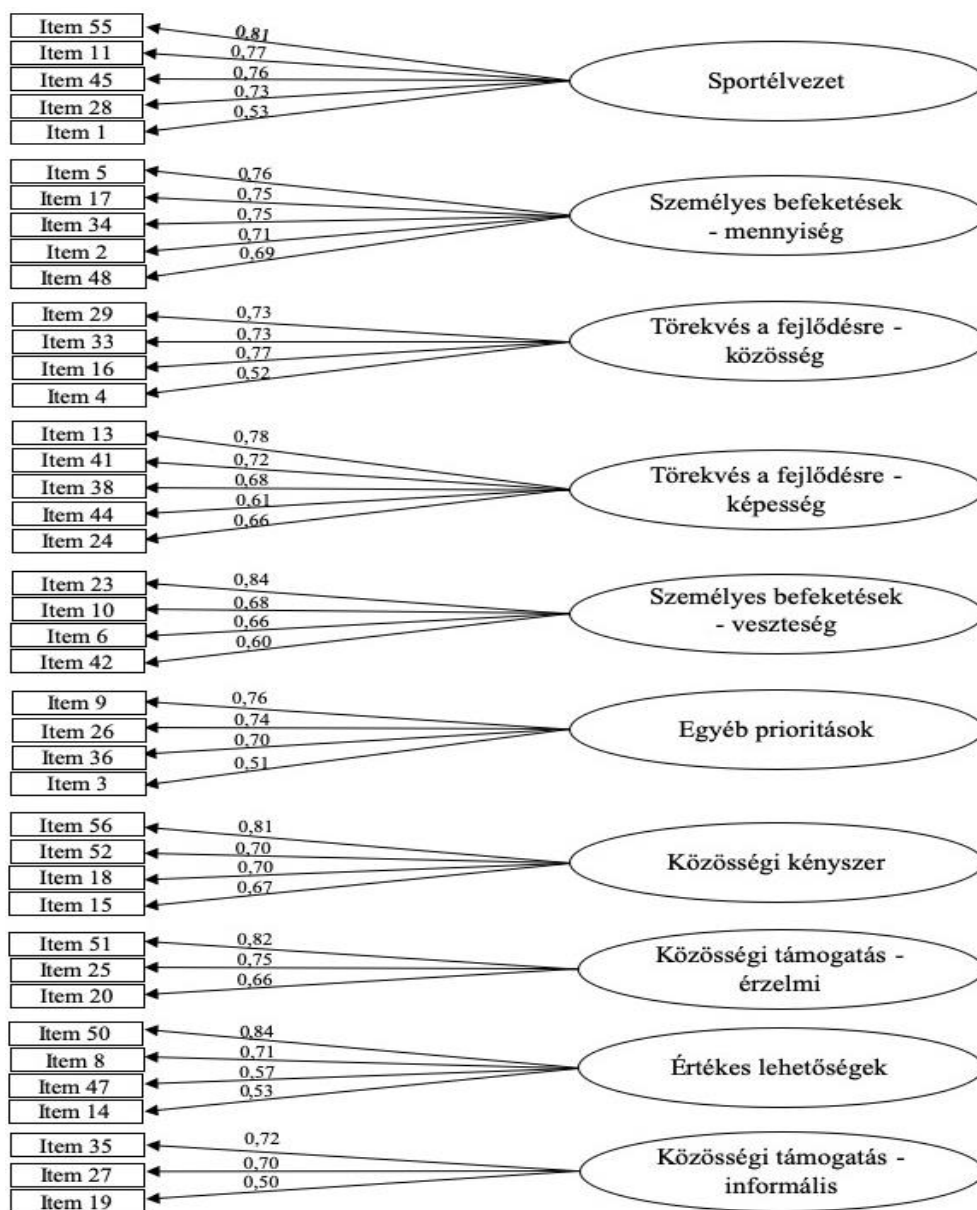 Item 55
0,81
Item 11
0,77
Item 45
0,76
Item 28
0,73
Item 1
0,53
Sportélvezet
Item 5
0,76
Item 17
0,75
Item 34
0,75
Item 2
0,71
Item 48
0,69
Személyes befeketések
- mennyiség
Item 29
0,73
Item 33
0,73
Item 16
0,77
Item 4
0,52
Törekvés a fejlődésre -
közösség
Item 13
0,78
Item 41
0,72
Item 38
0,68
Item 44
0,61
Item 24
0,66
Törekvés a fejlődésre -
képesség
Item 23
0,84
Item 10
0,68
Item 6
0,66
Item 42
0,60
Személyes befeketések
- veszteség
Item 9
0,76
Item 26
0,74
Item 36
0,70
Item 3
0,51
Egyéb prioritások
Item 56
0,81
Item 52
0,70
Item 18
0,70
Item 15
0,67
Közösségi kényszer
Item 51
0,82
Item 25
0,75
Item 20
0,66
Közösségi támogatás -
érzelmi
Item 50
0,84
Item 8
0,71
Item 47
0,57
Item 14
0,53
Értékes lehetőségek
Item 35
0,72
Item 27
0,70
Item 19
0,50
Közösségi támogatás -
informális